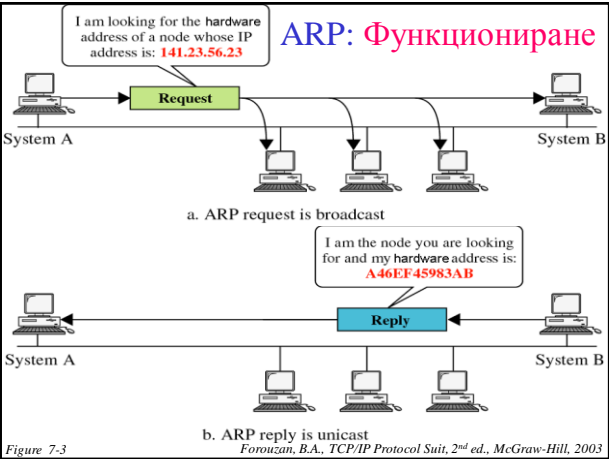 ARP: Функциониране
I am looking for the hardware
address of a node whose IP
address is: 141.23.56.23
Request
System A
System B
a. ARP request is broadcast
I am the node you are looking
for and my hardware address is:
A46EF45983AB
Reply
System A
System B
b. ARP reply is unicast
Figure 7-3
Forouzan, B.A., TCP/IP Protocol Suit, 2nd ed., McGraw-Hill, 2003